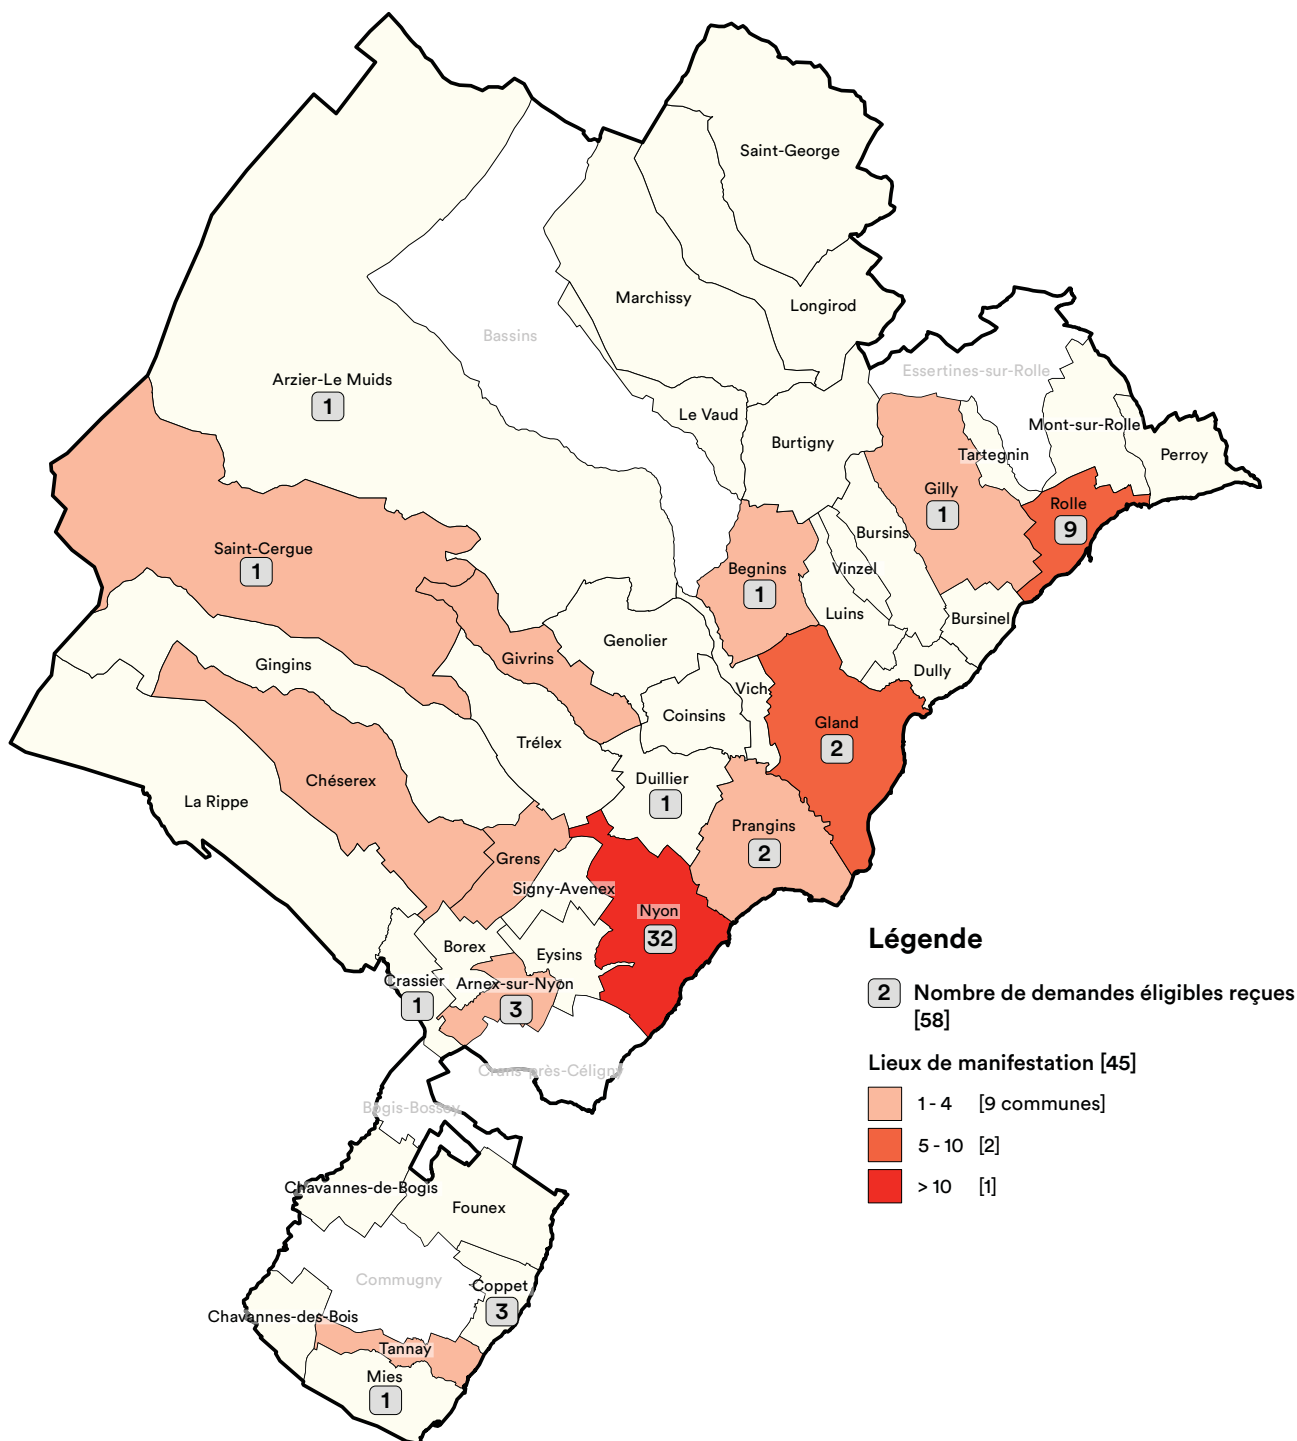 Saint-George
Marchissy
Longirod
Bassins
Essertines-sur-Rolle
Arzier-Le Muids
1
Le Vaud
Burtigny
Mont-sur-Rolle
Tartegnin
Perroy
Gilly
1
Rolle
9
Saint-Cergue
1
Bursins
Begnins
1
Vinzel
Luins
Bursinel
Genolier
Gingins
Givrins
Dully
Vich
Coinsins
Gland
2
Trélex
Duillier
1
Chéserex
La Rippe
Prangins
2
Grens
Signy-Avenex
Nyon
32
Borex
Eysins
Crassier
1
Arnex-sur-Nyon
3
Crans-près-Céligny
Bogis-Bossey
Chavannes-de-Bogis
Founex
Commugny
Coppet
3
Chavannes-des-Bois
Tannay
Mies
1
Légende
2 Nombre de demandes éligibles reçues
[58]
Lieux de manifestation [45]
1 - 4 [9 communes]
5 - 10 [2]
> 10 [1]